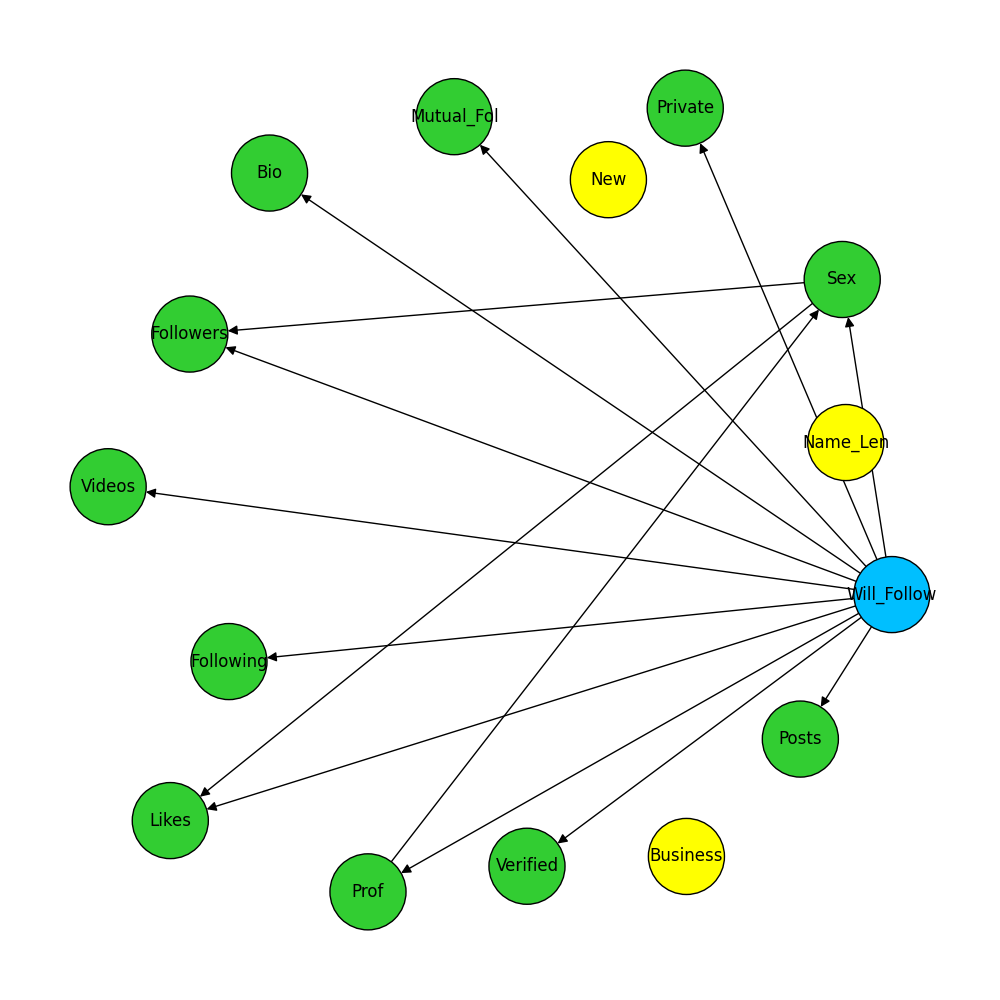 Private
Mutual_Fol
Bio
New
Sex
Followers
Name_Len
Videos
Will_Follow
Following
Posts
Likes
Business
Verified
Prof